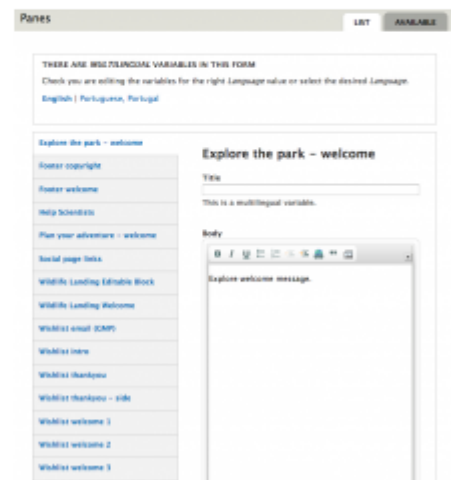 Panes
LIST
AVAILABLE
THERE ARE MULTILINGUAL VARIABLES IN THIS FORM
Check you are editing the variables for the right Language value or select the desired Language.
English | Portuguese, Portugal
Explore the park – welcome
Footer copyright
Footer welcome
Help Scientists
Plan your adventure – welcome
Social page links
Wildlife Landing Editable Block
Wildlife Landing Welcome
Wishlist email (GMP)
Wishlist intro
Wishlist thankyou
Wishlist thankyou – side
Wishlist welcome 1
Wishlist welcome 2
Wishlist welcome 3
Explore the park – welcome
Title
This is a multilingual variable.
Body
B I U
Explore welcome message.